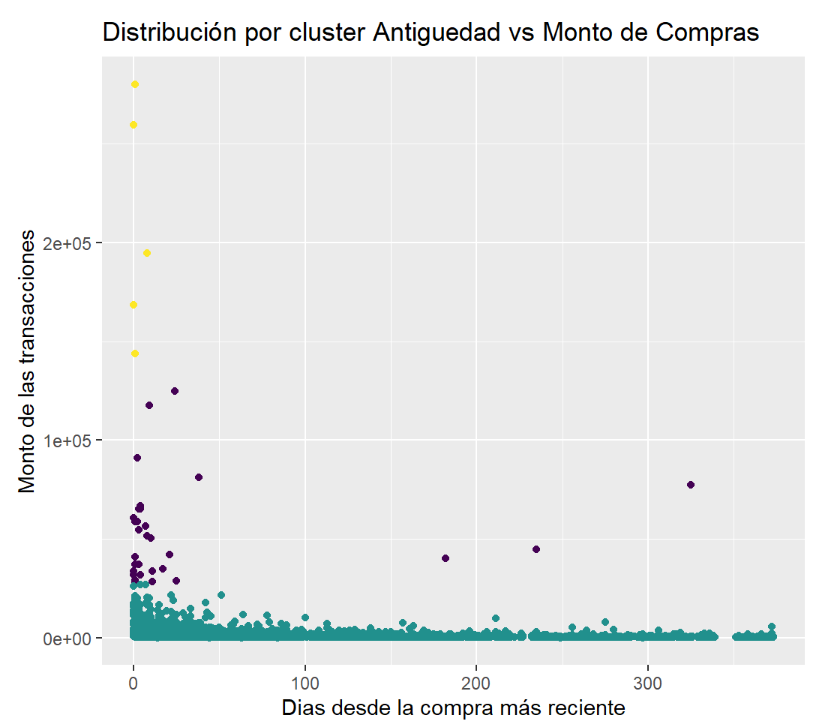 Distribución por cluster Antiguedad vs Monto de Compras
Monto de las transacciones
2e+05
1e+05
0e+00
0 100 200 300
Dias desde la compra más reciente